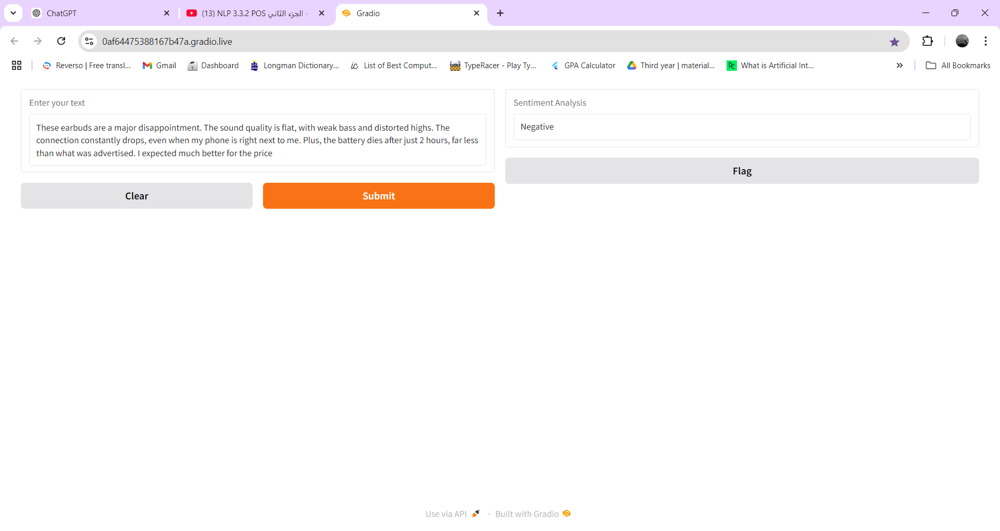 ChatGPT
(13) NLP 3.3.2 POS الجزء الثاني -
Gradio
0af64475388167b47a.gradio.live
Reverso | Free transl...
Gmail
Dashboard
Longman Dictionary...
List of Best Comput...
TypeRacer - Play Ty...
GPA Calculator
Third year | material...
What is Artificial Int...
All Bookmarks
Enter your text
These earbuds are a major disappointment. The sound quality is flat, with weak bass and distorted highs. The
connection constantly drops, even when my phone is right next to me. Plus, the battery dies after just 2 hours, far less
than what was advertised. I expected much better for the price
Clear
Submit
Sentiment Analysis
Negative
Flag
Use via API · Built with Gradio